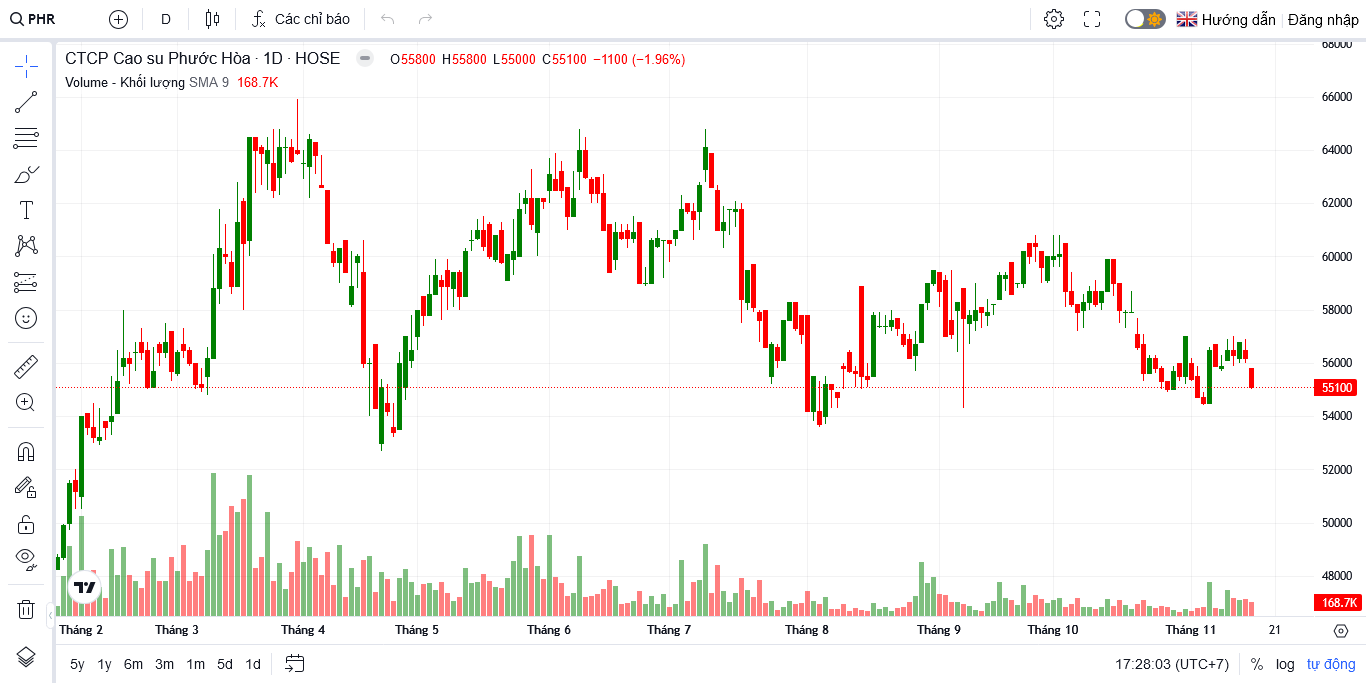 PHR D Các chỉ báo Hướng dẫn Đăng nhập
CTCP Cao su Phước Hòa · 1D · HOSE O55800 H55800 L55000 C55100 −1100 (−1.96%)
Volume - Khối lượng SMA 9 168.7K
68000
66000
64000
62000
60000
58000
56000
55100
54000
52000
50000
48000
168.7K
Tháng 2 Tháng 3 Tháng 4 Tháng 5 Tháng 6 Tháng 7 Tháng 8 Tháng 9 Tháng 10 Tháng 11 21
5y 1y 6m 3m 1m 5d 1d 17:28:03 (UTC+7) % log tự động